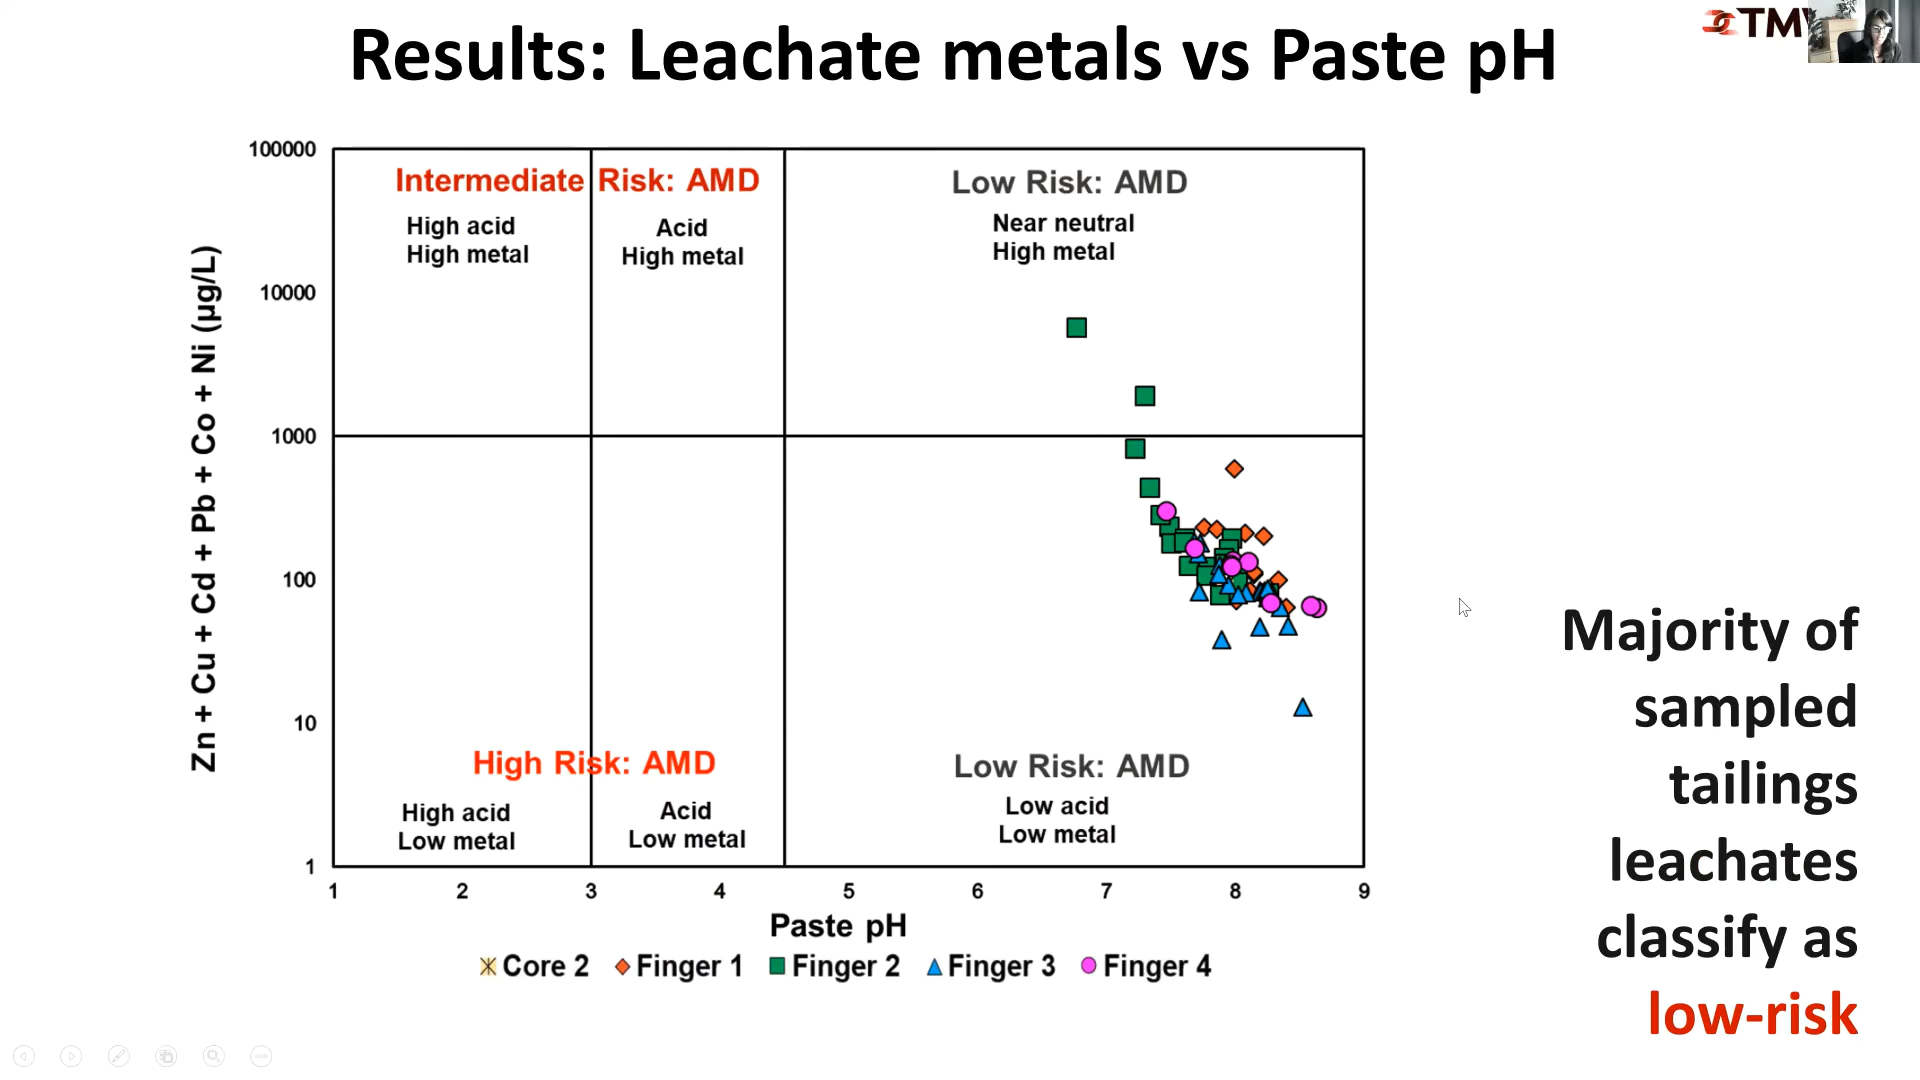 Results: Leachate metals vs Paste pH
Zn + Cu + Cd + Pb + Co + Ni (µg/L)
100000
10000
1000
100
10
1
Intermediate Risk: AMD
High acid
High metal
Acid
High metal
Low Risk: AMD
Near neutral
High metal
High Risk: AMD
High acid
Low metal
Acid
Low metal
Low Risk: AMD
Low acid
Low metal
1 2 3 4 5 6 7 8 9
Paste pH
Core 2 Finger 1 Finger 2 Finger 3 Finger 4
Majority of
sampled
tailings
leachates
classify as
low-risk